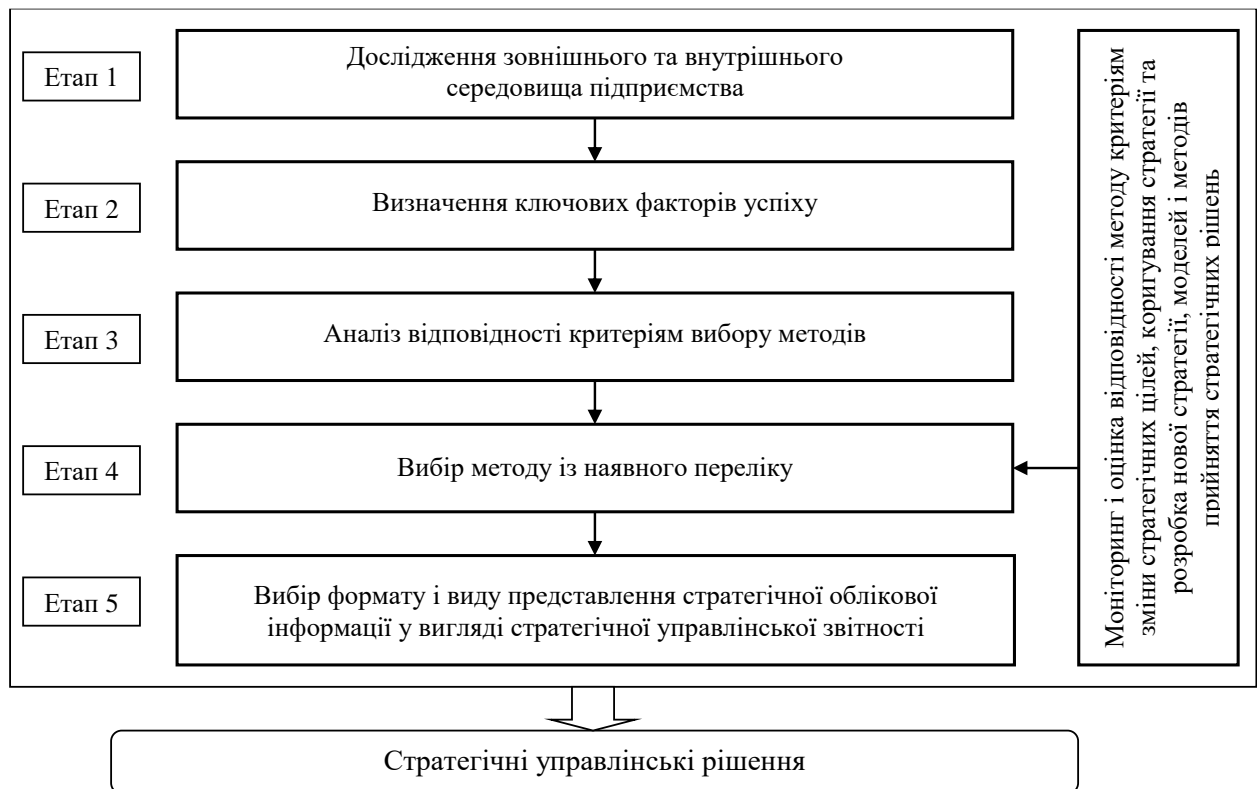 Етап 1
Дослідження зовнішнього та внутрішнього
середовища підприємства
Етап 2
Визначення ключових факторів успіху
Етап 3
Аналіз відповідності критеріям вибору методів
Етап 4
Вибір методу із наявного переліку
Етап 5
Вибір формату і виду представлення стратегічної облікової
інформації у вигляді стратегічної управлінської звітності
Моніторинг і оцінка відповідності методу критеріям
зміни стратегічних цілей, коригування стратегії та
розробка нової стратегії, моделей і методів
прийняття стратегічних рішень
Стратегічні управлінські рішення